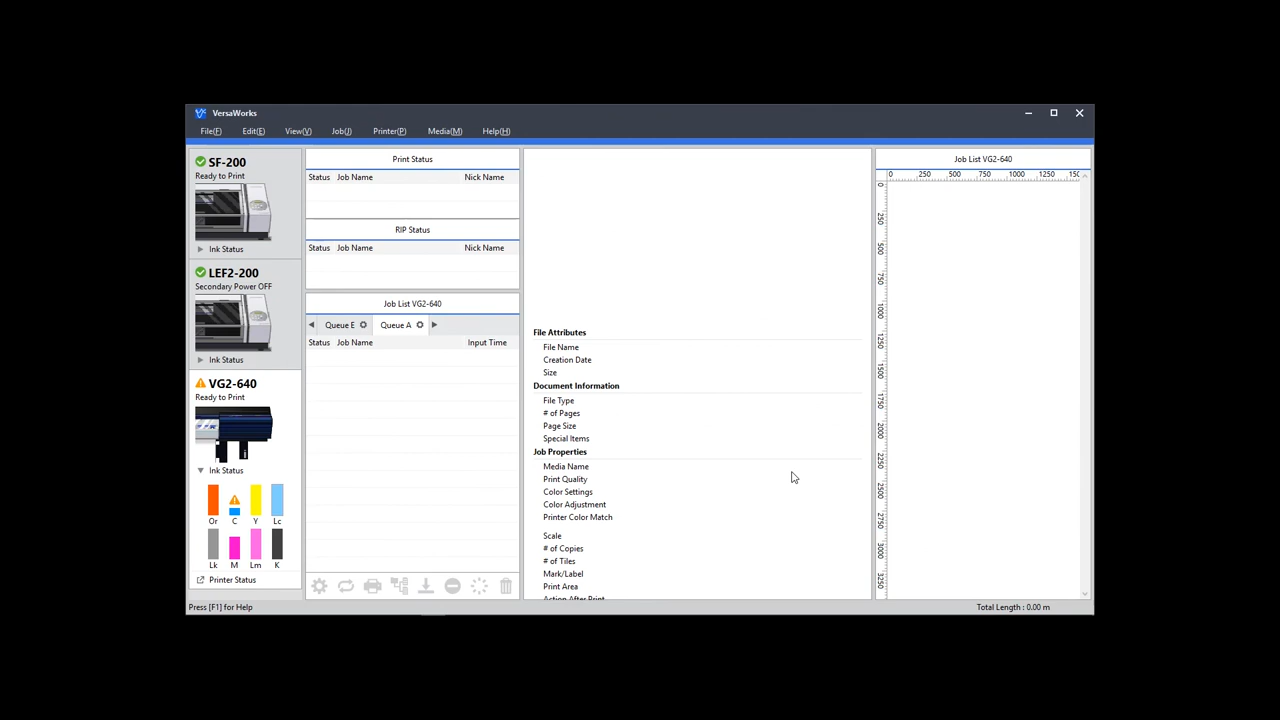 VersaWorks
File(F) Edit(E) View(V) Job(J) Printer(P) Media(M) Help(H)
SF-200
Ready to Print
Ink Status
LEF2-200
Secondary Power OFF
Ink Status
VG2-640
Ready to Print
Ink Status
Or C Y Lc
Lk M Lm K
Printer Status
Print Status
Status Job Name Nick Name
RIP Status
Status Job Name Nick Name
Job List VG2-640
Queue E Queue A
Status Job Name Input Time
File Attributes
File Name
Creation Date
Size
Document Information
File Type
# of Pages
Page Size
Special Items
Job Properties
Media Name
Print Quality
Color Settings
Color Adjustment
Printer Color Match
Scale
# of Copies
# of Tiles
Mark/Label
Print Area
Action After Print
Job List VG2-640
0 250 500 750 1000 1250 150
0
250
500
750
1000
1250
1500
1750
2000
2250
2500
2750
3000
3250
Press [F1] for Help
Total Length : 0.00 m